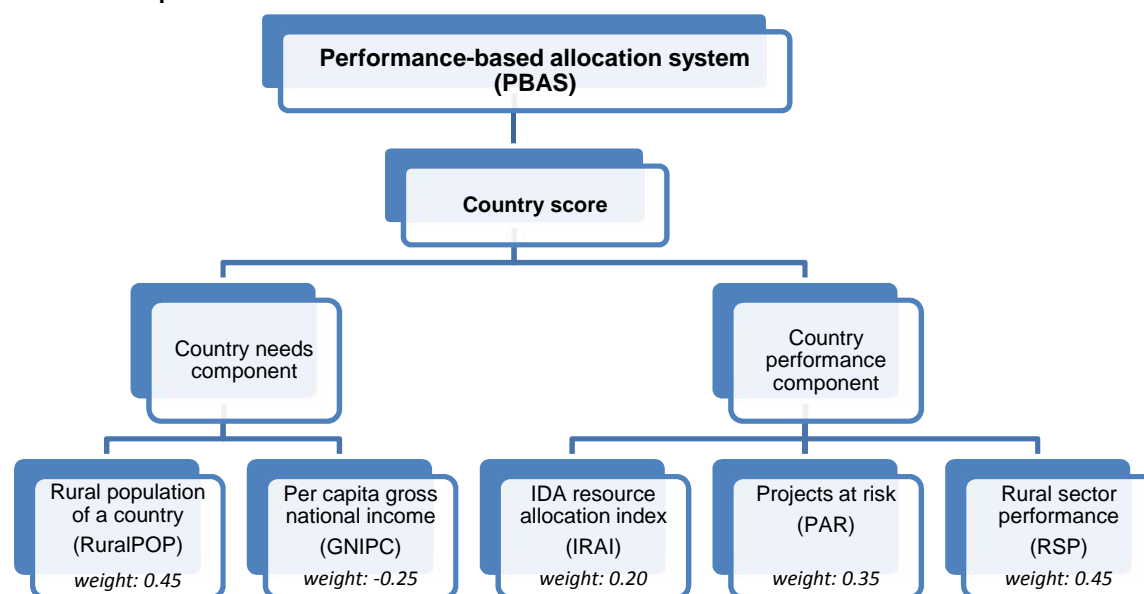 Performance-based allocation system
(PBAS)
Country score
Country needs
component
Country
performance
component
Rural population
of a country
(RuralPOP)
weight: 0.45
Per capita gross
national income
(GNIPC)
weight: -0.25
IDA resource
allocation index
(IRAI)
weight: 0.20
Projects at risk
(PAR)
weight: 0.35
Rural sector
performance
(RSP)
weight: 0.45